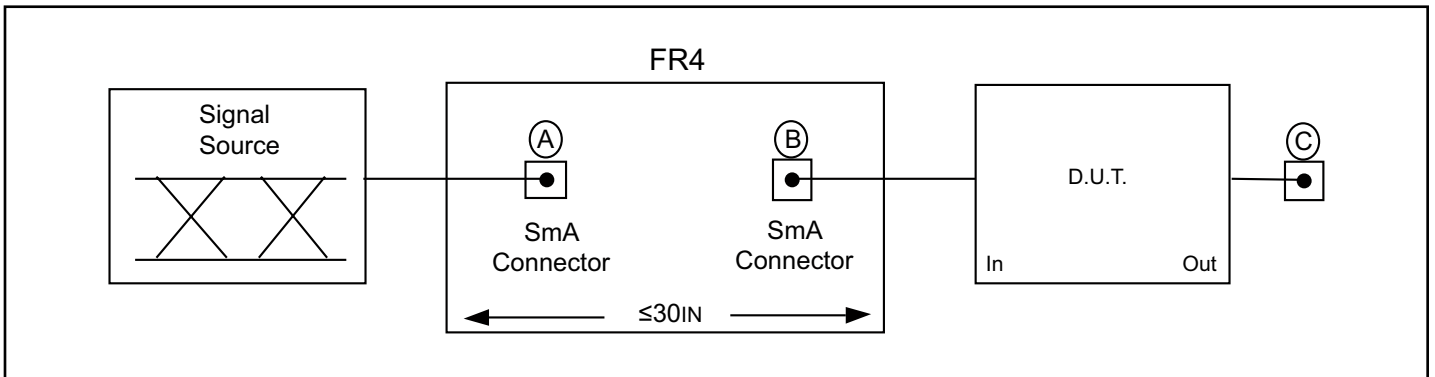 FR4
Signal
Source
A
B
C
D.U.T.
SmA
Connector
SmA
Connector
In
Out
≤30IN